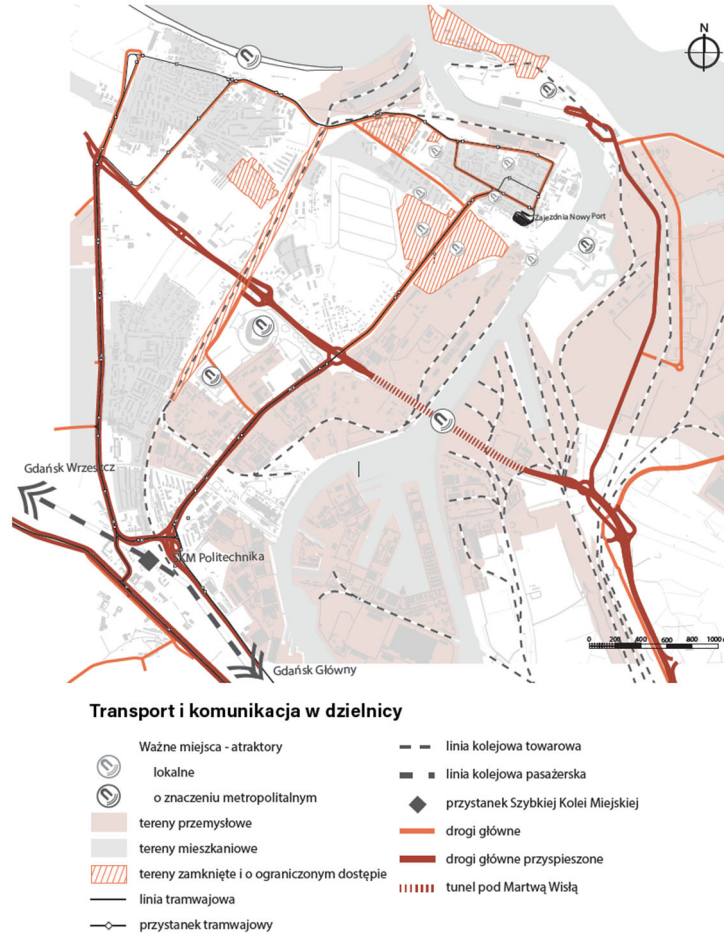 N
Zajezdnia Nowy Port
Gdańsk Wrzeszcz
SKM Politechnika
Gdańsk Główny
0 200 400 600 800 1000
Transport i komunikacja w dzielnicy
Ważne miejsca - atraktory
lokalne
o znaczeniu metropolitalnym
tereny przemysłowe
tereny mieszkaniowe
tereny zamknięte i o ograniczonym dostępie
linia tramwajowa
przystanek tramwajowy
linia kolejowa towarowa
linia kolejowa pasażerska
przystanek Szybkiej Kolei Miejskiej
drogi główne
drogi główne przyspieszone
tunel pod Martwą Wisłą